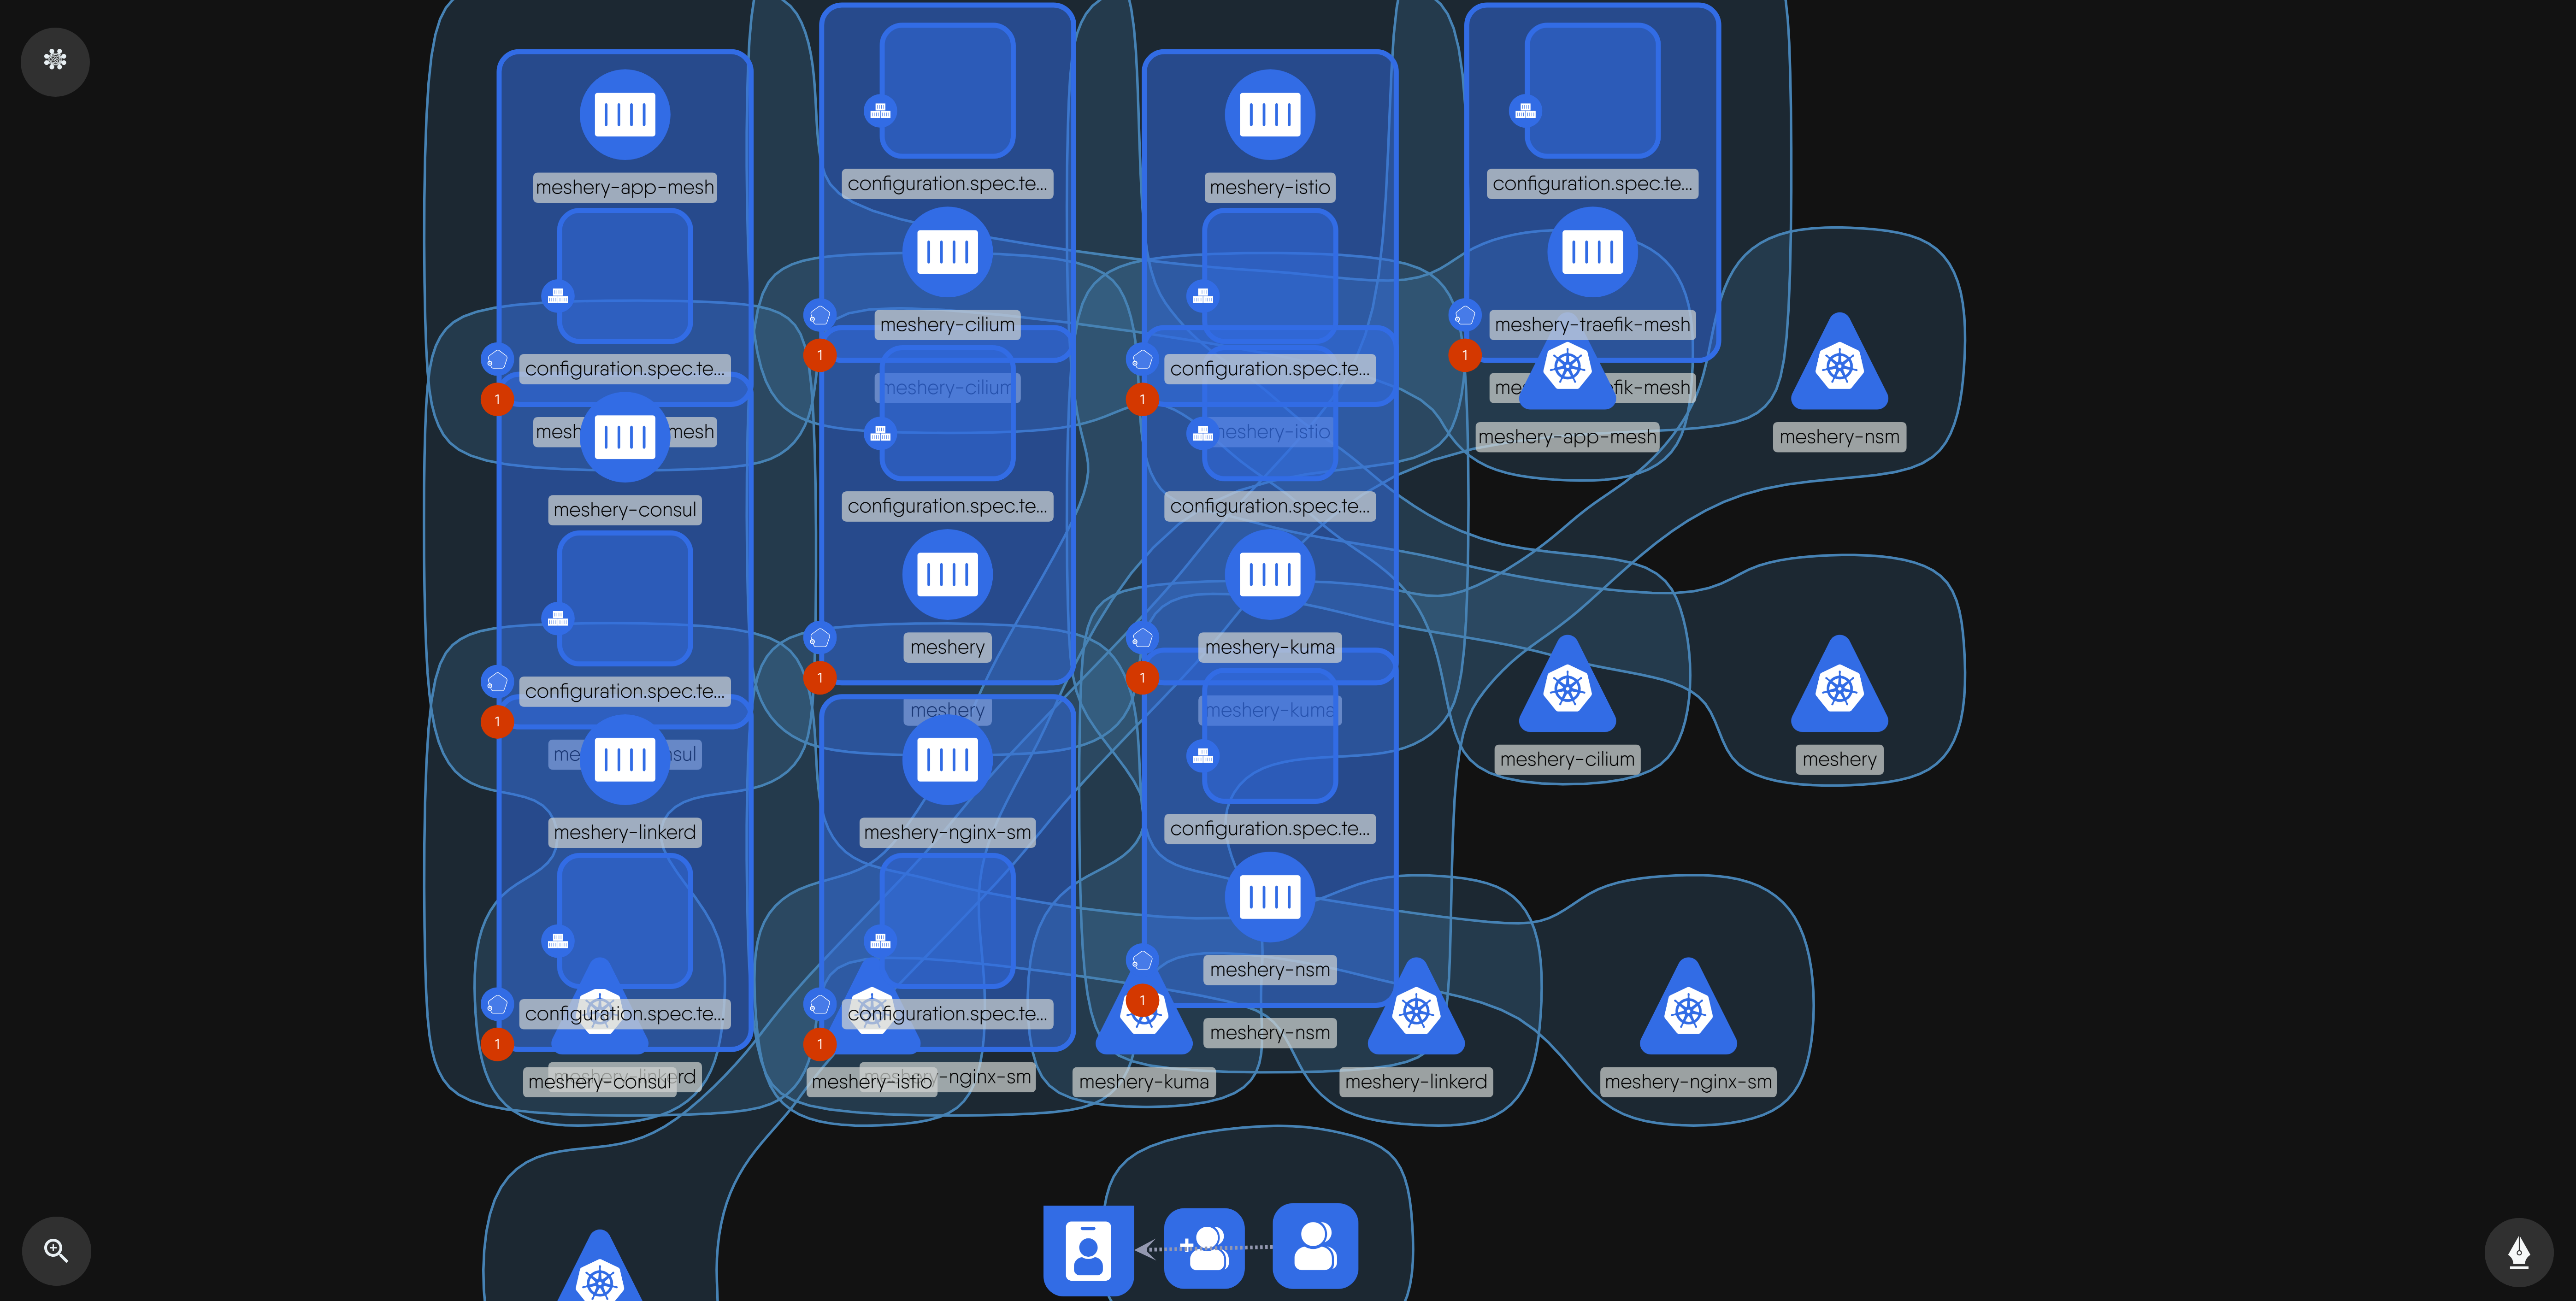 meshery-app-mesh
configuration.spec.te...
1
mesh
mesh
meshery-consul
configuration.spec.te...
1
me
sul
meshery-linkerd
configuration.spec.te...
1
meshery-consul
rd
configuration.spec.te...
meshery-cilium
1
meshery-cilium
configuration.spec.te...
meshery
1
meshery
meshery-nginx-sm
configuration.spec.te...
1
meshery-istio
-nginx-sm
meshery-istio
configuration.spec.te...
1
meshery-istio
configuration.spec.te...
meshery-kuma
1
meshery-kuma
configuration.spec.te...
meshery-nsm
1
meshery-nsm
meshery-kuma
configuration.spec.te...
meshery-traefik-mesh
1
me
fik-mesh
meshery-app-mesh
meshery-nsm
meshery-cilium
meshery
meshery-linkerd
meshery-nginx-sm